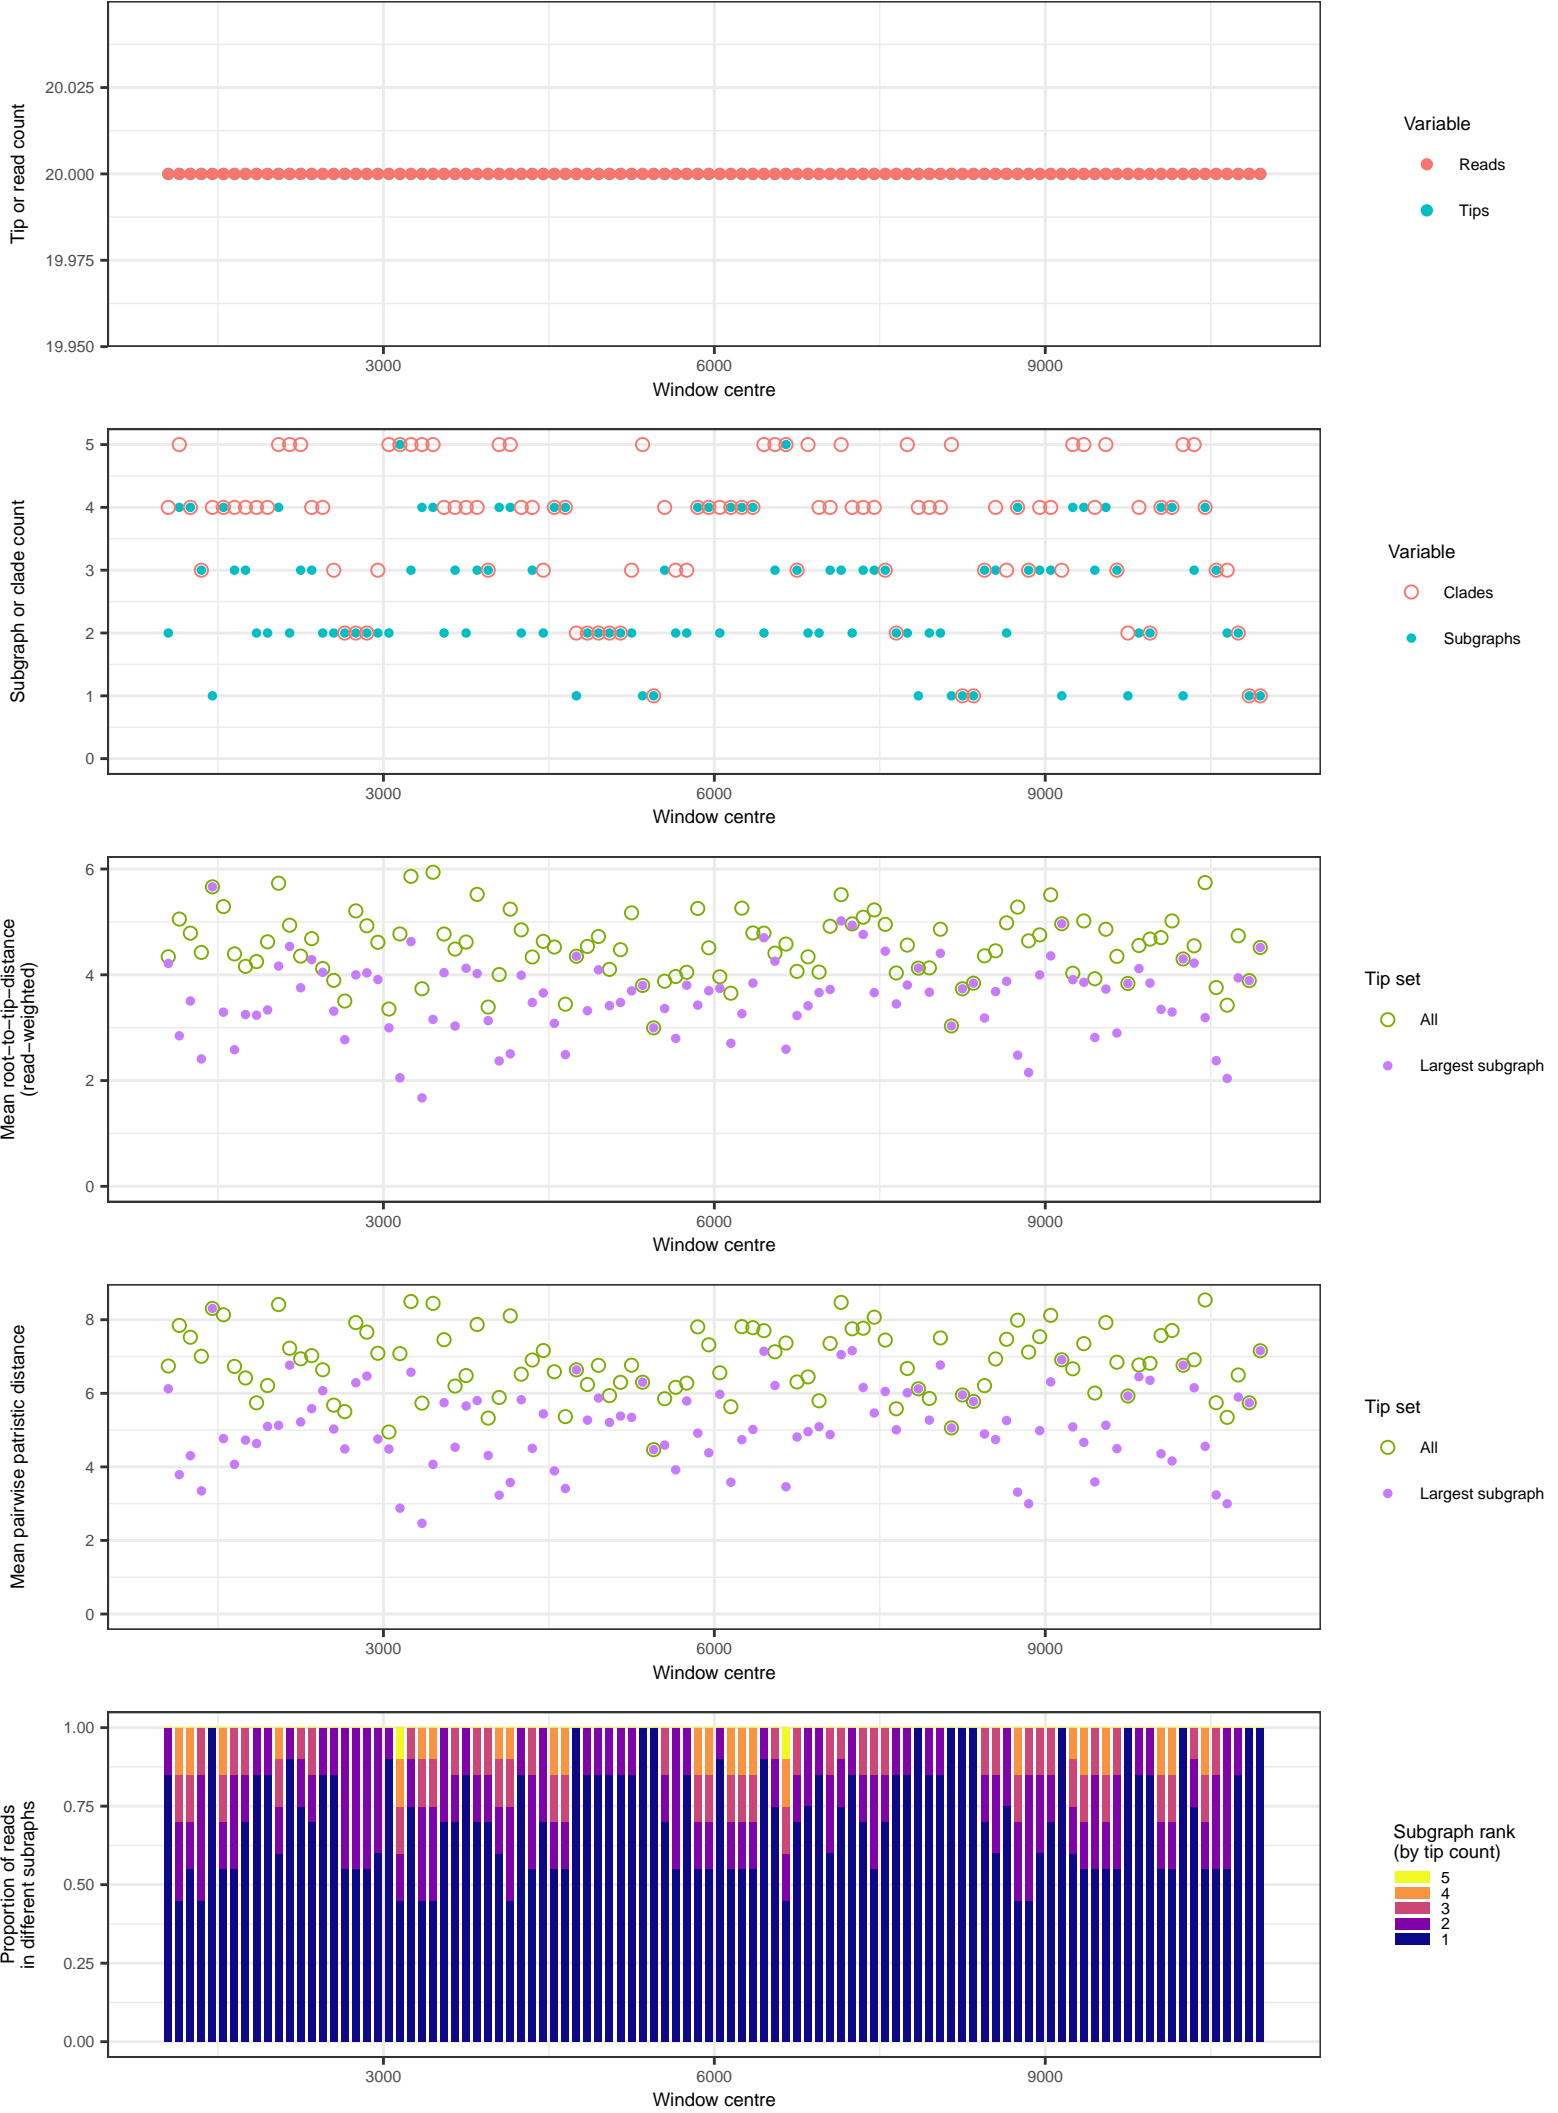 20.025
20.000
19.975
19.950
Tip or read count
3000 6000 9000
Window centre
Variable
Reads
Tips
5
4
3
2
1
0
Subgraph or clade count
3000 6000 9000
Window centre
Variable
Clades
Subgraphs
6
4
2
0
Mean root−to−tip−distance
(read−weighted)
3000 6000 9000
Window centre
Tip set
All
Largest subgraph
8
6
4
2
0
Mean pairwise patristic distance
3000 6000 9000
Window centre
Tip set
All
Largest subgraph
1.00
0.75
0.50
0.25
0.00
Proportion of reads
in different subraphs
3000 6000 9000
Window centre
Subgraph rank
(by tip count)
5
4
3
2
1